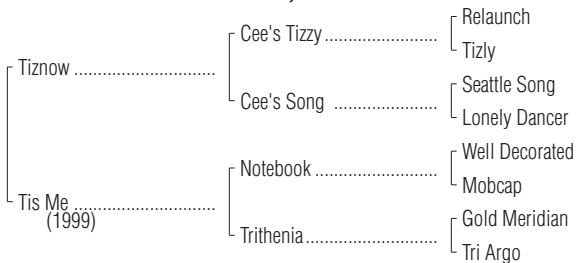 Relaunch
Cee's Tizzy
Tizly
Tiznow
Seattle Song
Cee's Song
Lonely Dancer
Well Decorated
Notebook
Mobcap
Tis Me
(1999)
Gold Meridian
Trithenia
Tri Argo